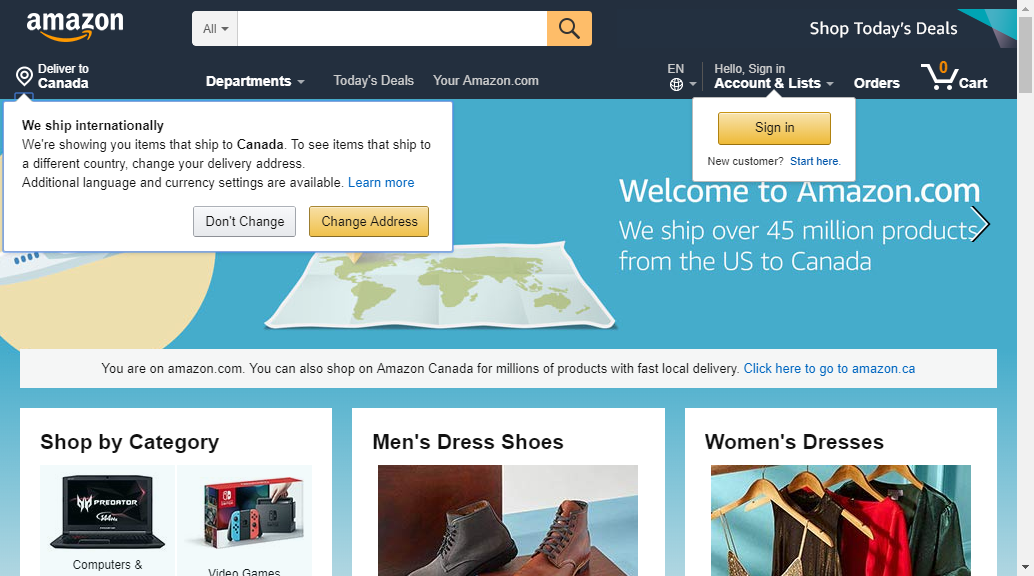 amazon
All
Shop Today's Deals
Deliver to
Canada
Departments
Today's Deals
Your Amazon.com
EN
Hello, Sign in
Account & Lists
Orders
0
Cart
We ship internationally
We're showing you items that ship to Canada. To see items that ship to
a different country, change your delivery address.
Additional language and currency settings are available. Learn more
Don't Change
Change Address
Sign in
New customer? Start here.
Welcome to Amazon.com
We ship over 45 million products
from the US to Canada
You are on amazon.com. You can also shop on Amazon Canada for millions of products with fast local delivery. Click here to go to amazon.ca
Shop by Category
Men's Dress Shoes
Women's Dresses
PREDATOR
144Hz
Computers &
Video Games